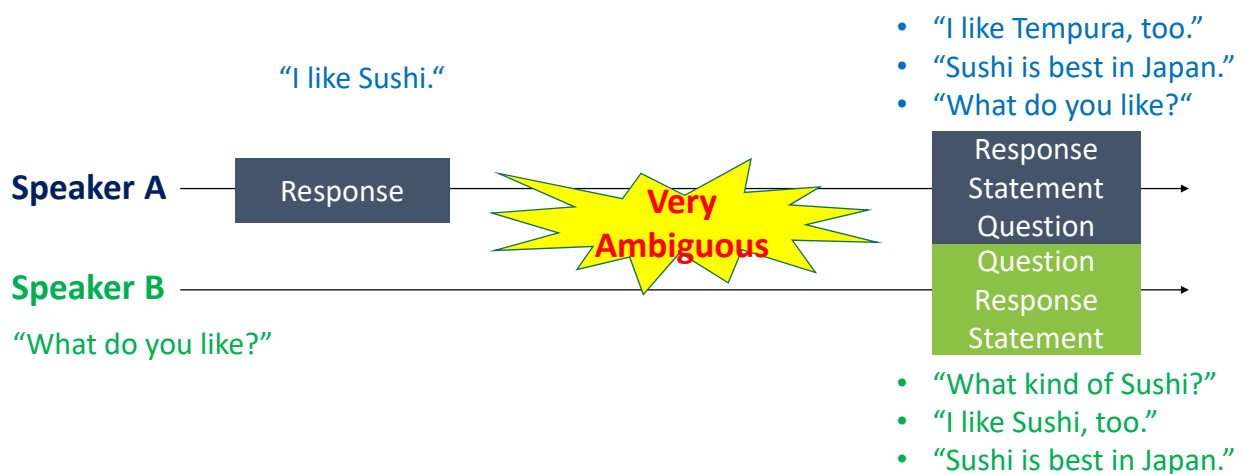 • “I like Tempura, too.”
“I like Sushi.“
• “Sushi is best in Japan.”
• “What do you like?“
Speaker A
Response
Very
Ambiguous
Response
Statement
Question
Speaker B
Question
Response
Statement
“What do you like?”
• “What kind of Sushi?”
• “I like Sushi, too.”
• “Sushi is best in Japan.”